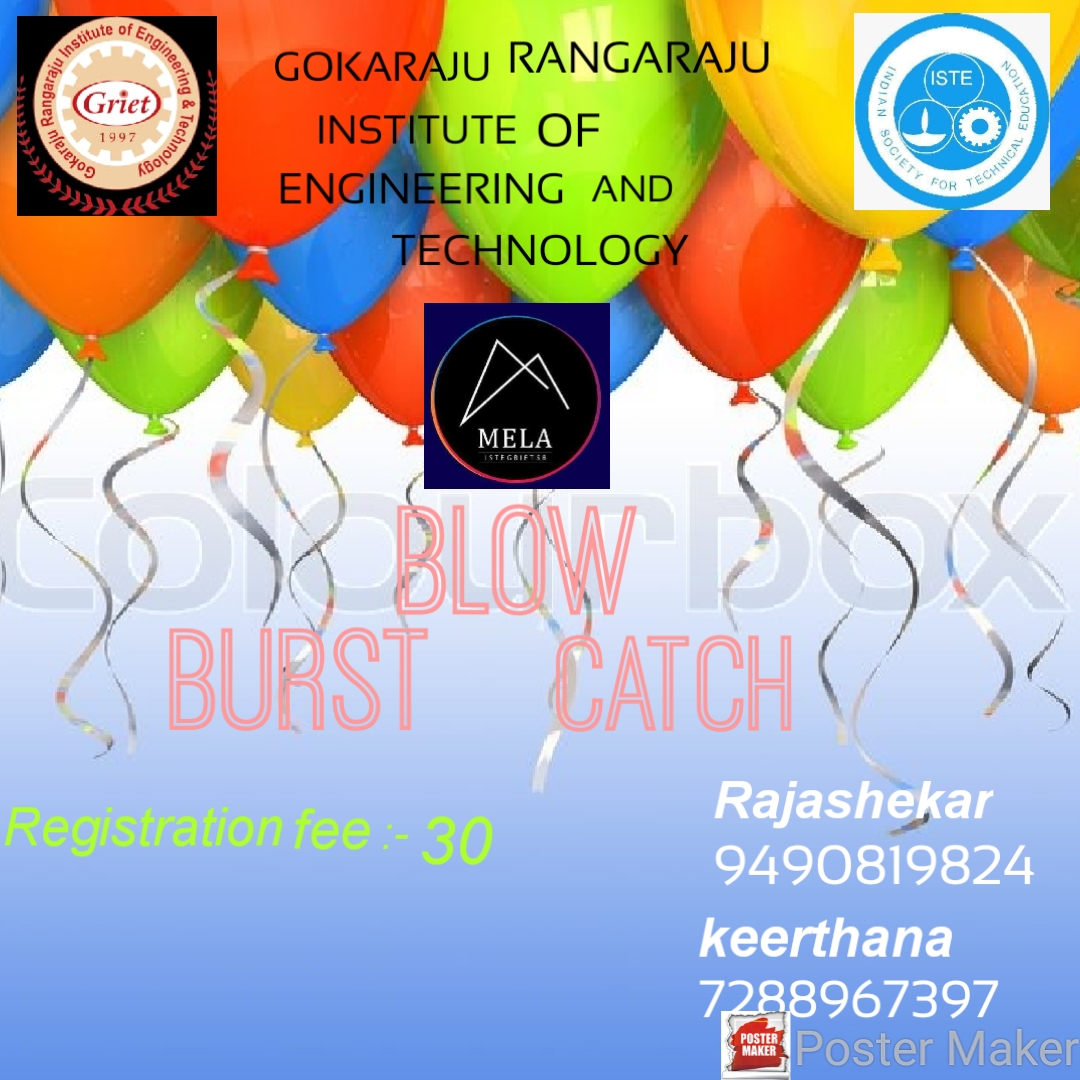 Gokaraju Rangaraju Institute of Engineering & Technology
Griet
1997
GOKARAJU RANGARAJU
INSTITUTE OF
ENGINEERING AND
TECHNOLOGY
ISTE
INDIAN SOCIETY FOR TECHNICAL EDUCATION
MELA
ISTEGRIETSB
colourbox
BLOW
BURST CATCH
Registration fee :- 30
Rajashekar
9490819824
keerthana
7288967397
POSTER
MAKER
Poster Maker